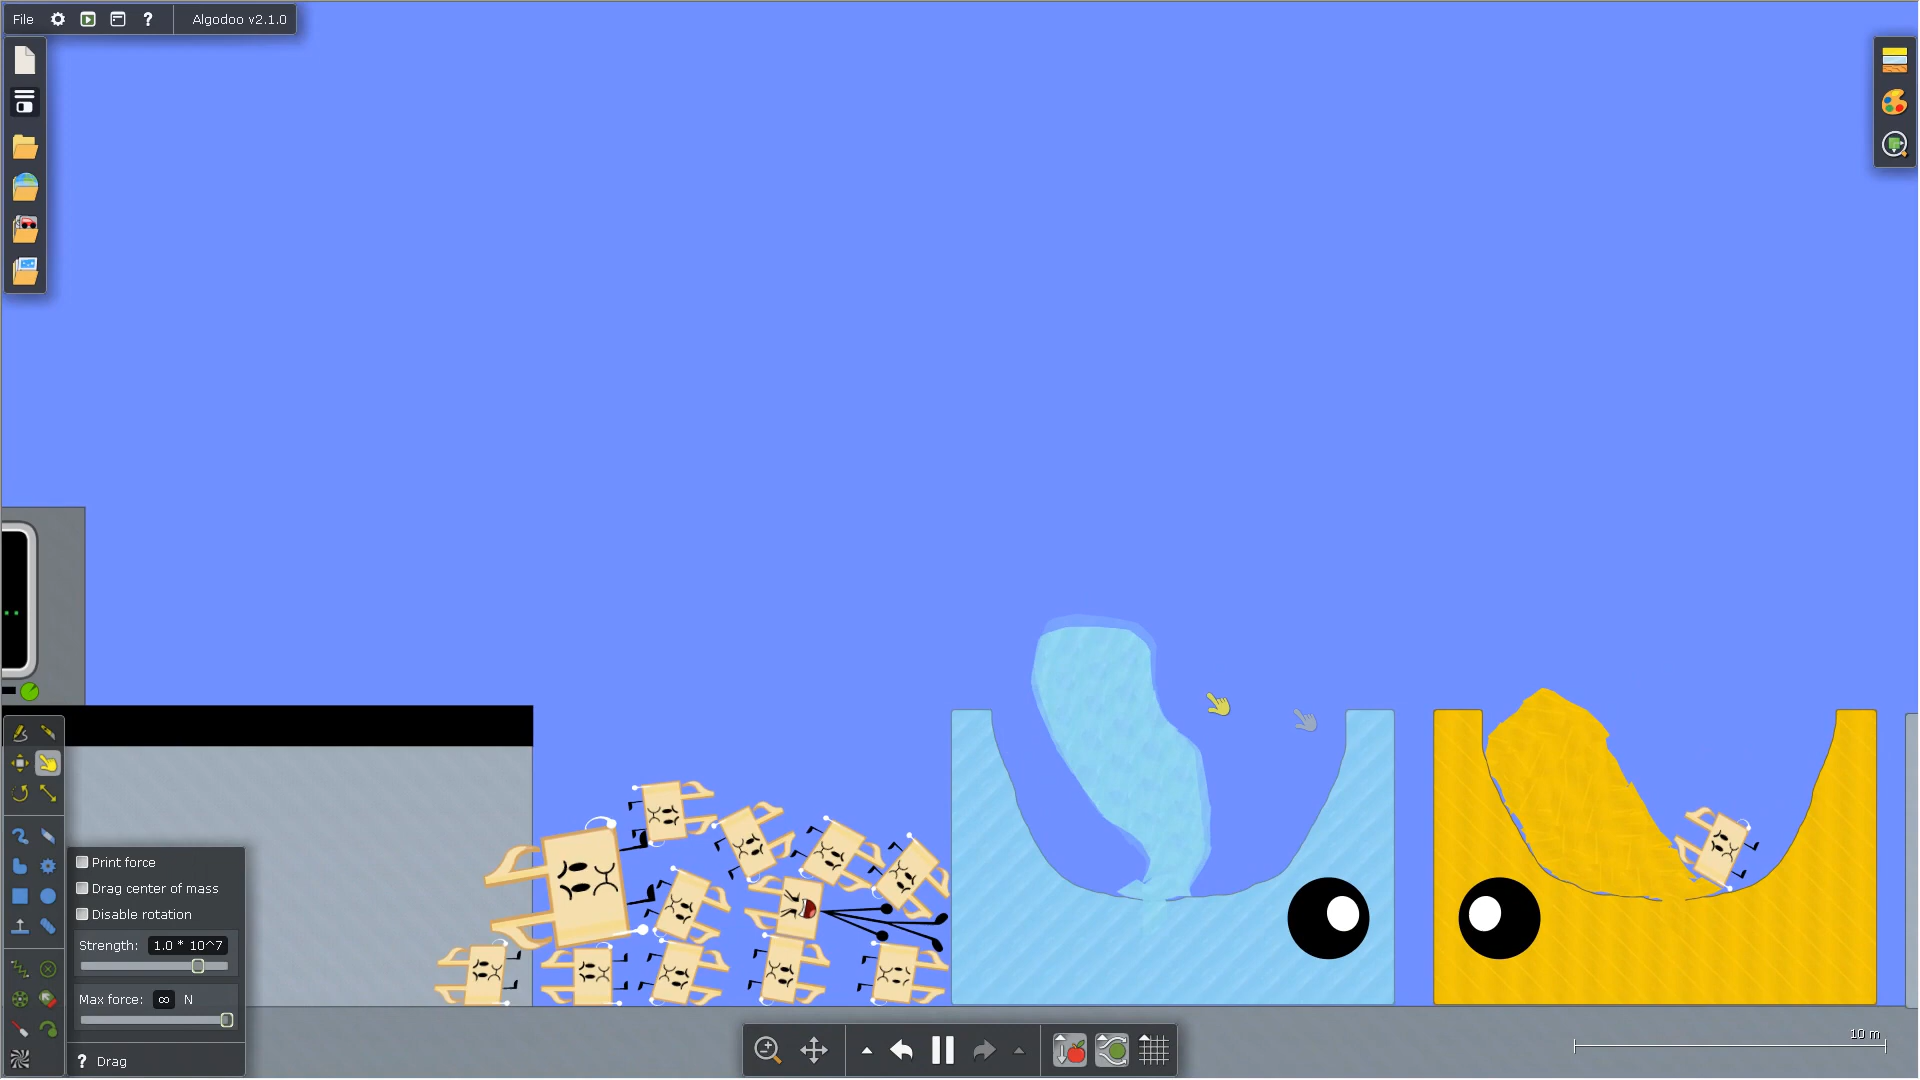 File ? Algodoo v2.1.0
Print force
Drag center of mass
Disable rotation
Strength: 1.0 * 10^7
Max force: ∞ N
? Drag
10 m